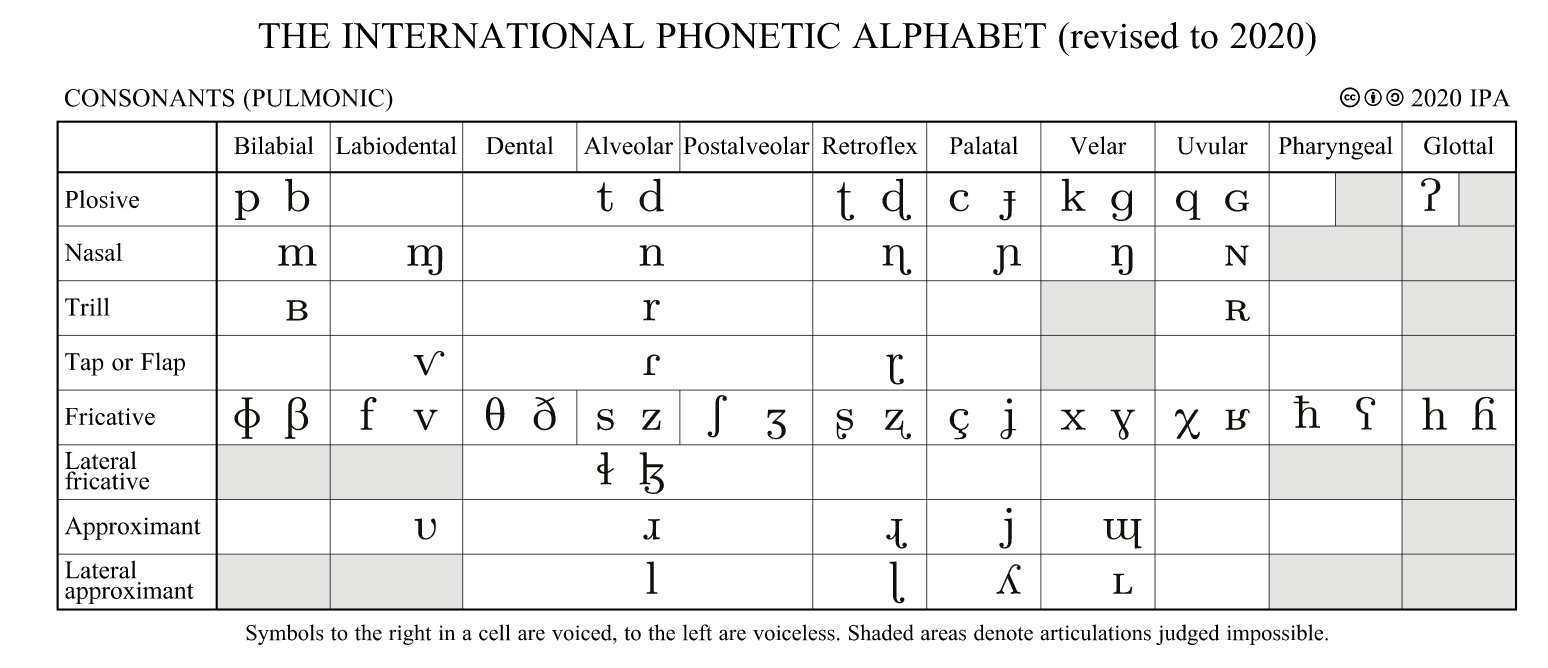 THE INTERNATIONAL PHONETIC ALPHABET (revised to 2020)
CONSONANTS (PULMONIC) 🅭🅯🄎 2020 IPA
Bilabial Labiodental Dental Alveolar Postalveolar Retroflex Palatal Velar Uvular Pharyngeal Glottal
Plosive p b t d ʈ ɖ c ɟ k ɡ q ɢ ʔ
Nasal m ɱ n ɳ ɲ ŋ ɴ
Trill ʙ r ʀ
Tap or Flap ⱱ ɾ ɽ
Fricative ɸ β f v θ ð s z ʃ ʒ ʂ ʐ ç ʝ x ɣ χ ʁ ħ ʕ h ɦ
Lateral
fricative ɬ ɮ
Approximant ʋ ɹ ɻ j ɰ
Lateral
approximant l ɭ ʎ ʟ
Symbols to the right in a cell are voiced, to the left are voiceless. Shaded areas denote articulations judged impossible.